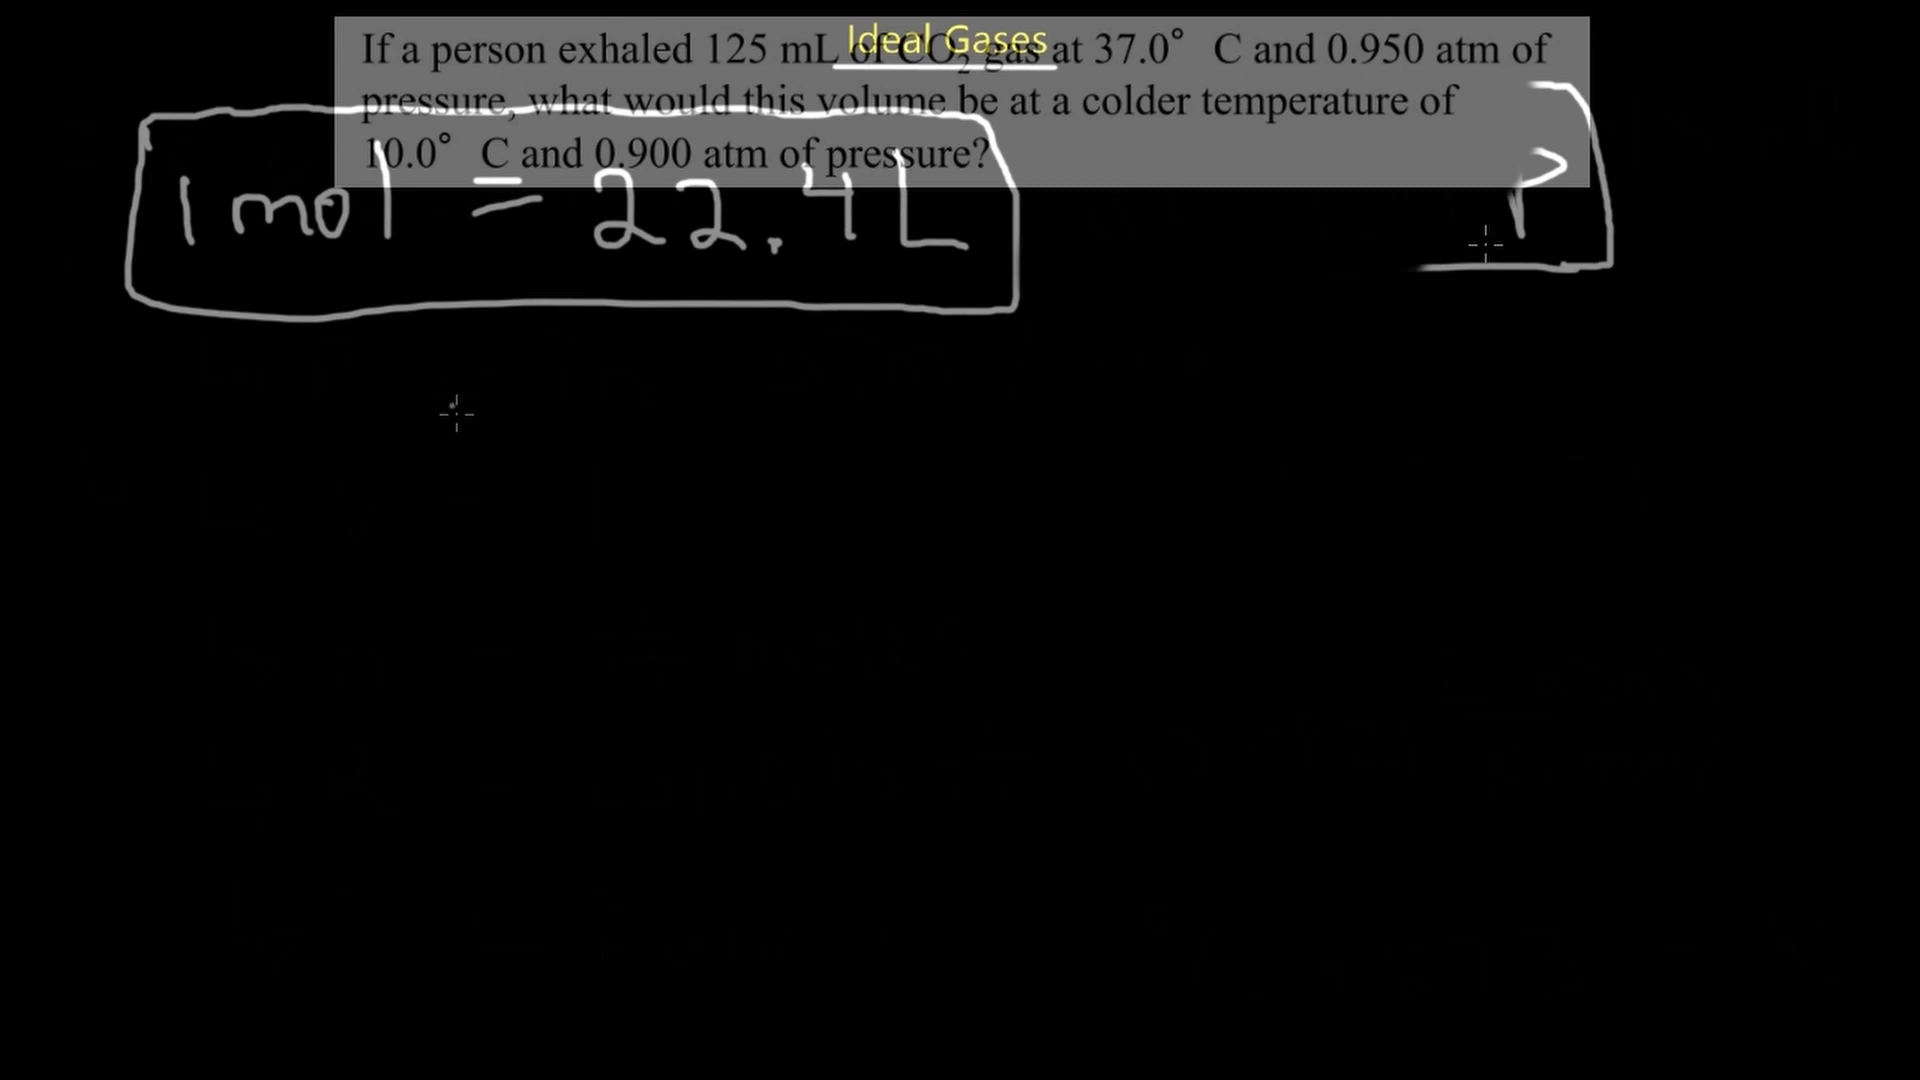 Ideal Gases
If a person exhaled 125 mL of CO₂ gas at 37.0° C and 0.950 atm of
pressure, what would this volume be at a colder temperature of
10.0° C and 0.900 atm of pressure?
1 mol = 22.4 L
P